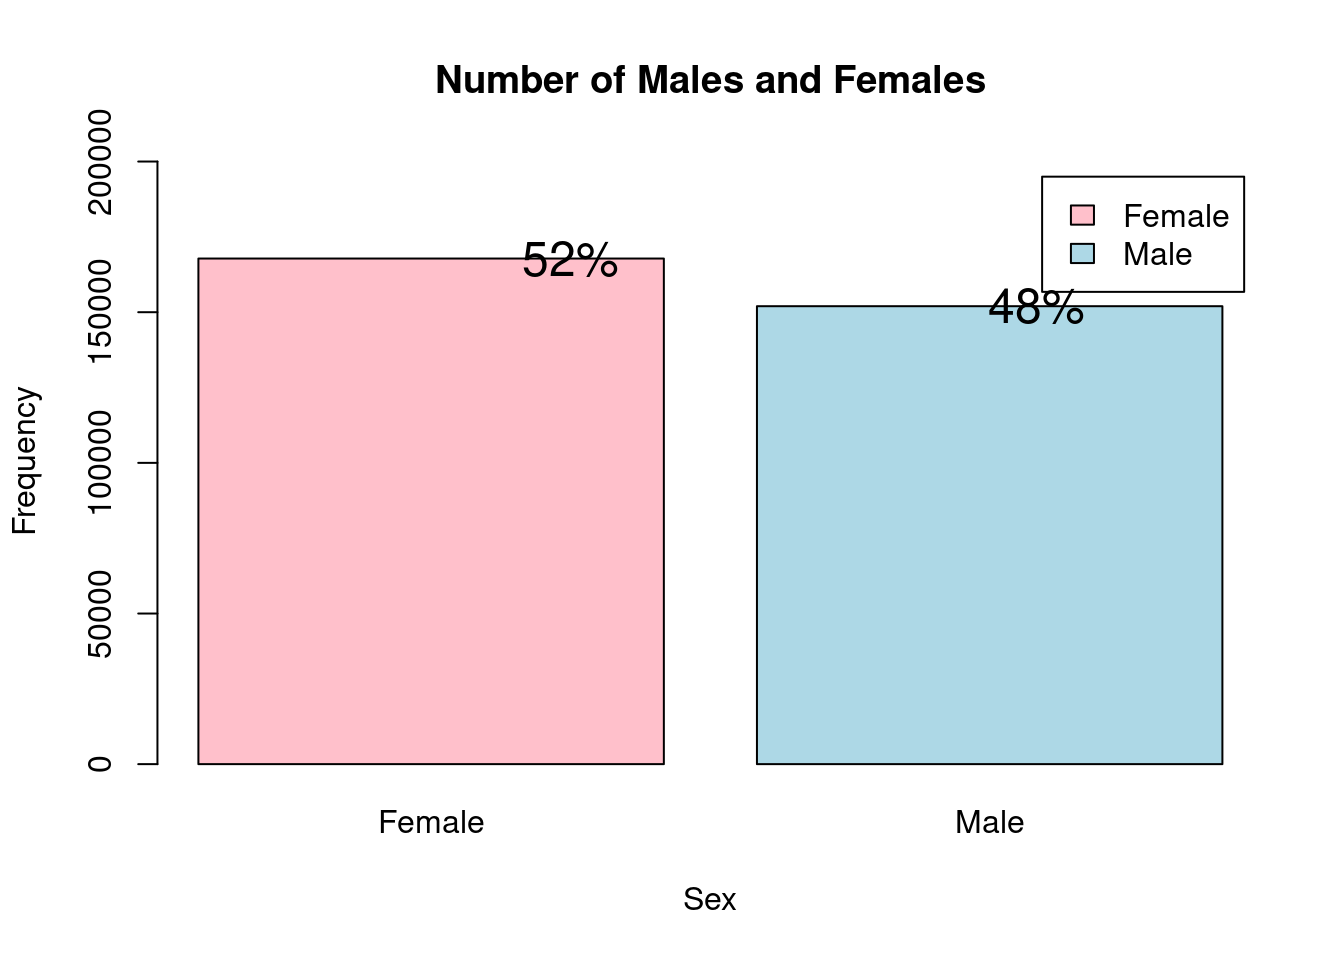 Number of Males and Females
Frequency
200000
150000
100000
50000
0
52%
48%
Female
Male
Female
Male
Sex